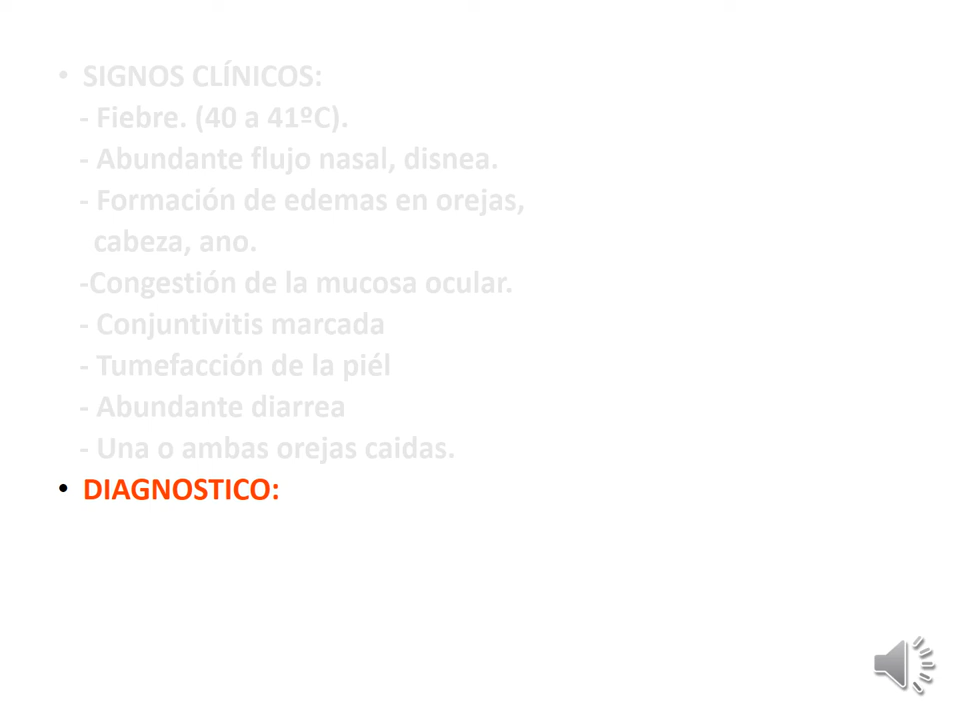 • SIGNOS CLÍNICOS:
- Fiebre. (40 a 41ºC).
- Abundante flujo nasal, disnea.
- Formación de edemas en orejas,
cabeza, ano.
-Congestión de la mucosa ocular.
- Conjuntivitis marcada
- Tumefacción de la piél
- Abundante diarrea
- Una o ambas orejas caidas.
• DIAGNOSTICO: